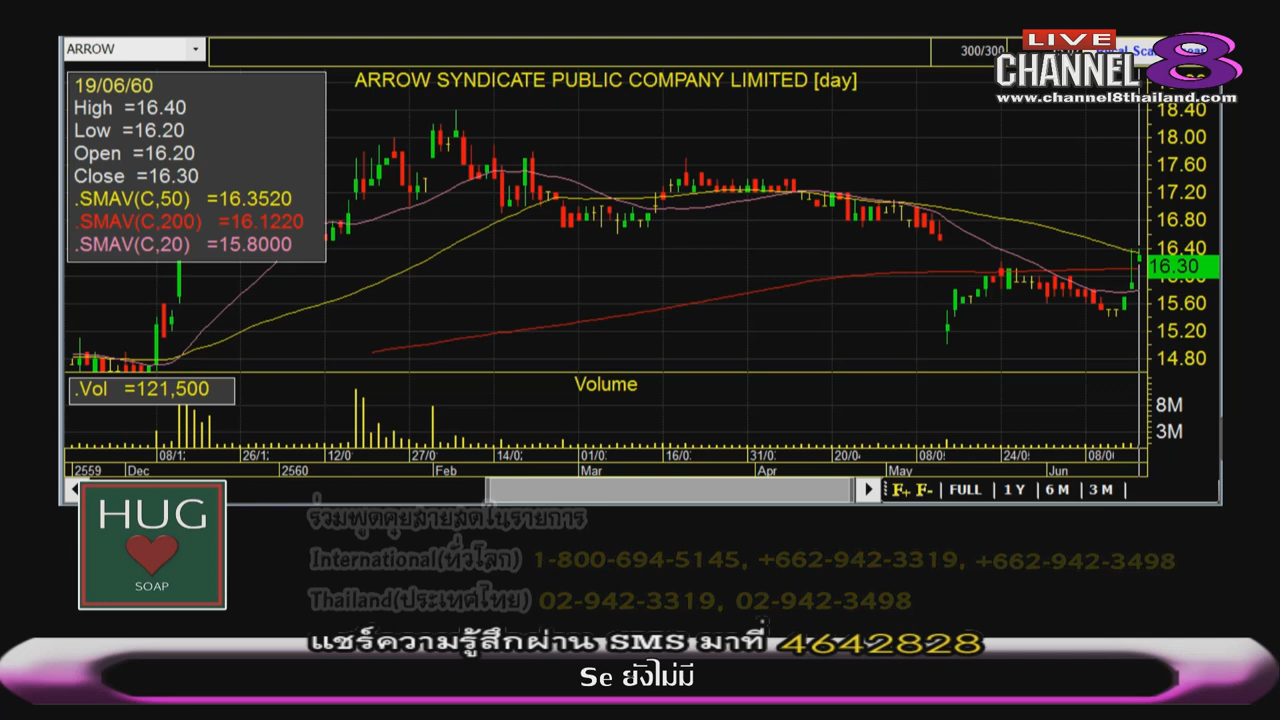 ARROW
300/300
LIVE
CHANNEL 8
www.channel8thailand.com
ARROW SYNDICATE PUBLIC COMPANY LIMITED [day]
19/06/60
High =16.40
Low =16.20
Open =16.20
Close =16.30
.SMAV(C,50) =16.3520
.SMAV(C,200) =16.1220
.SMAV(C,20) =15.8000
18.40
18.00
17.60
17.20
16.80
16.40
16.30
15.60
15.20
14.80
.Vol =121,500
Volume
8M
3M
08/1: 26/1: 12/0 27/0 14/0: 01/0: 16/0: 31/0: 20/0 08/0: 24/0: 08/0
2559 Dec 2560 Feb Mar Apr May Jun
F+ F- FULL 1 Y 6 M 3 M
HUG
SOAP
ร่วมพูดคุยสายสดในรายการ
International(ทั่วโลก) 1-800-694-5145, +662-942-3319, +662-942-3498
Thailand(ประเทศไทย) 02-942-3319, 02-942-3498
แชร์ความรู้สึกผ่าน SMS มาที่ 4642828
Se ยังไม่มี